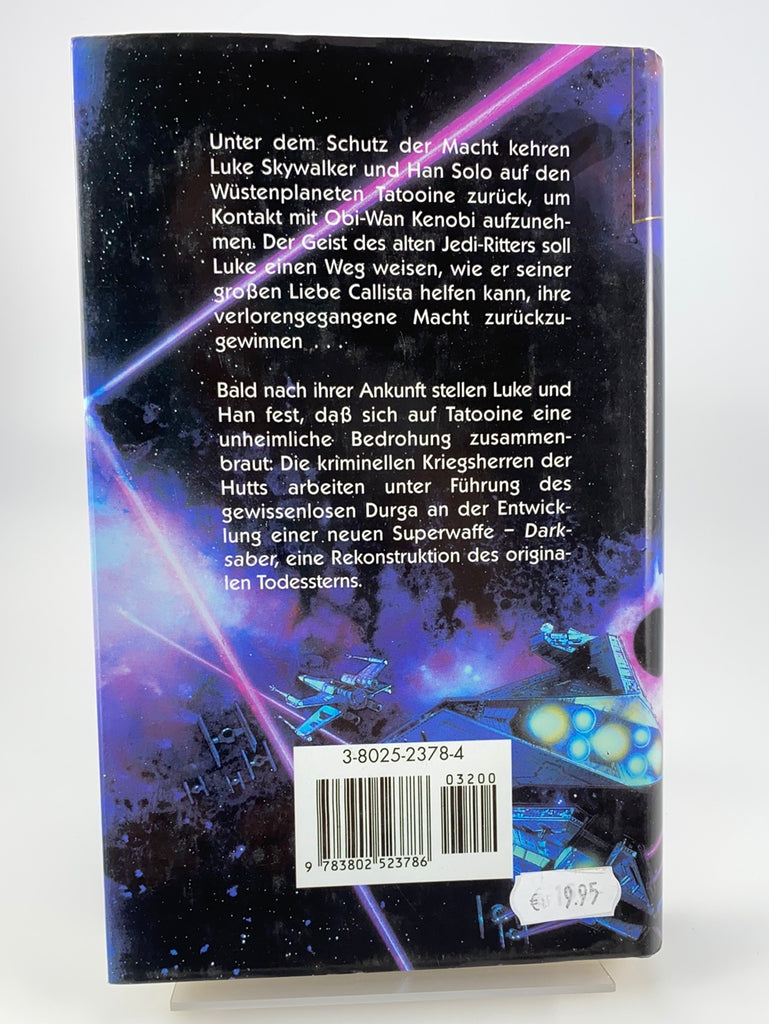 Unter dem Schutz der Macht kehren
Luke Skywalker und Han Solo auf den
Wüstenplaneten Tatooine zurück, um
Kontakt mit Obi-Wan Kenobi aufzuneh-
men. Der Geist des alten Jedi-Ritters soll
Luke einen Weg weisen, wie er seiner
großen Liebe Callista helfen kann, ihre
verlorengegangene Macht zurückzu-
gewinnen . . .
Bald nach ihrer Ankunft stellen Luke und
Han fest, daß sich auf Tatooine eine
unheimliche Bedrohung zusammen-
braut: Die kriminellen Kriegsherren der
Hutts arbeiten unter Führung des
gewissenlosen Durga an der Entwick-
lung einer neuen Superwaffe – Dark-
saber, eine Rekonstruktion des origina-
len Todessterns.
3-8025-2378-4
03200
9 783802 523786
€ 19.95